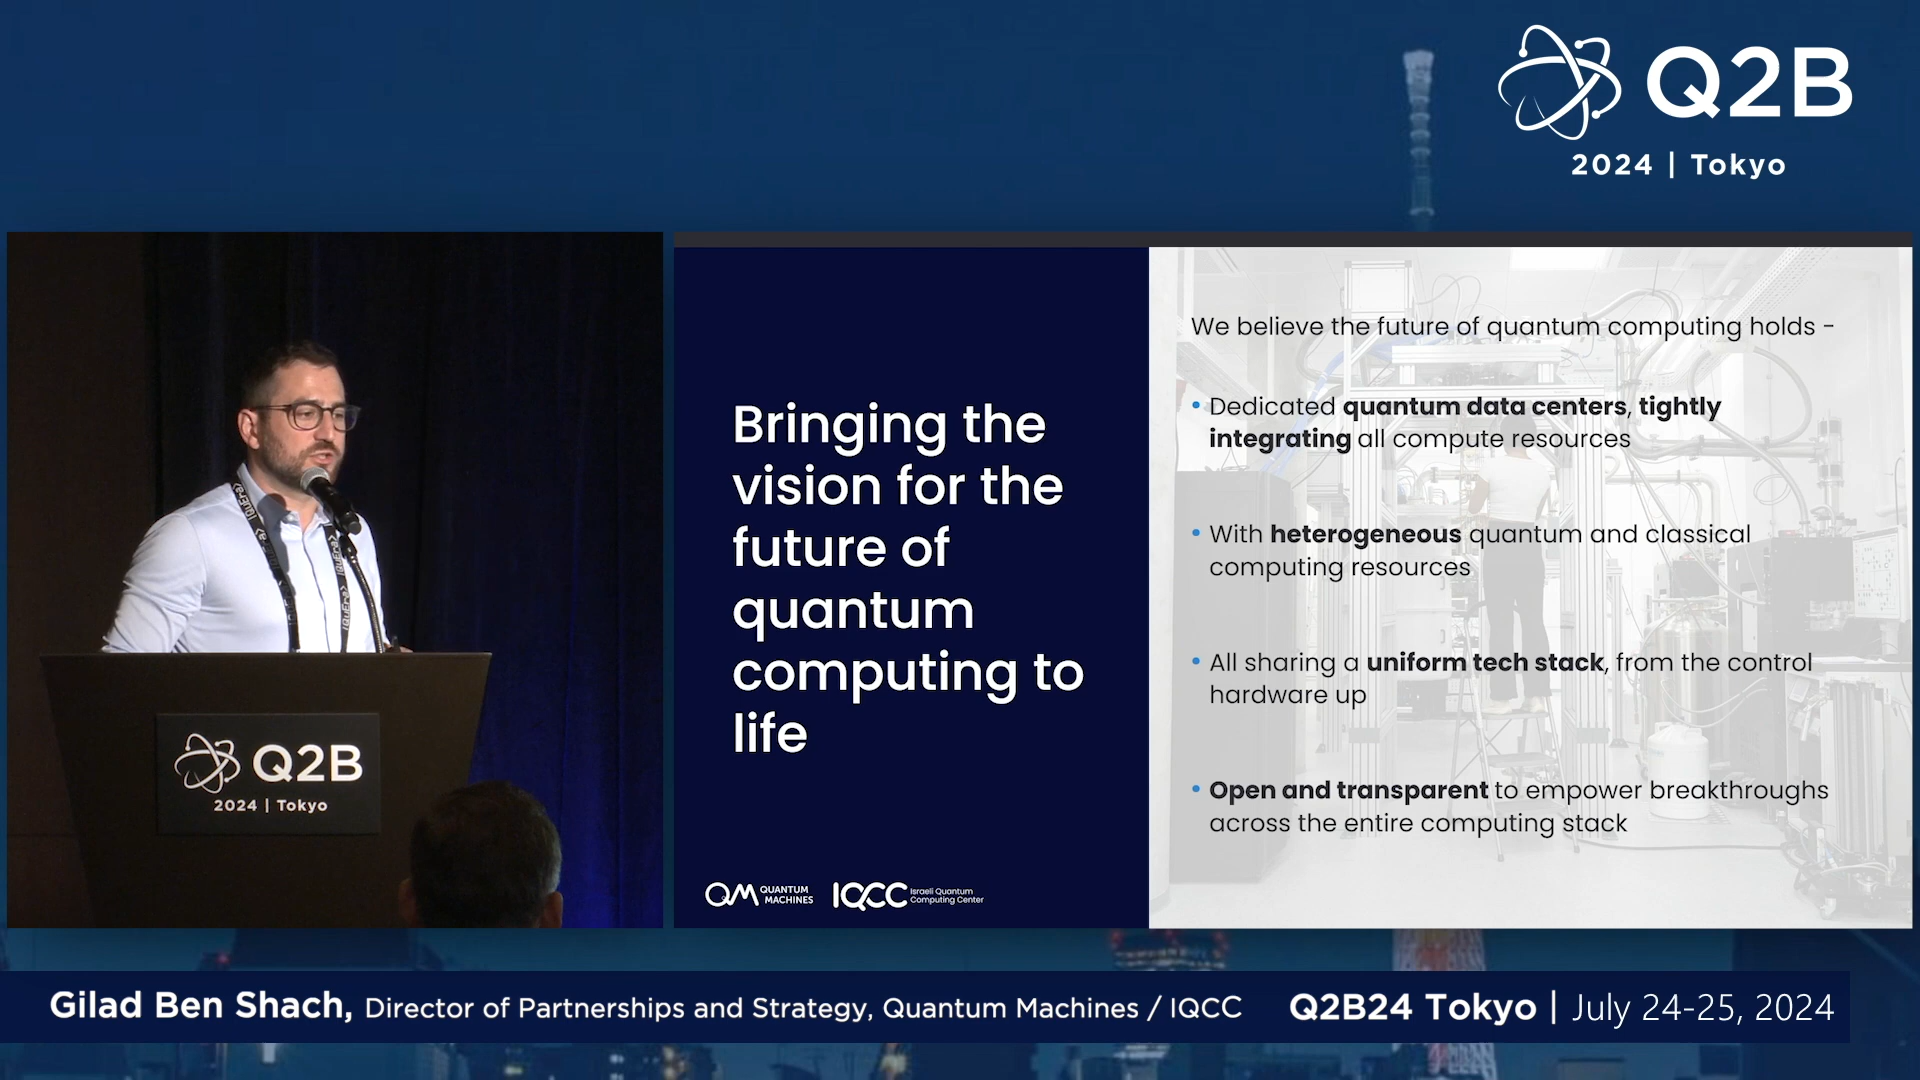 Q2B
2024 | Tokyo
Bringing the
vision for the
future of
quantum
computing to
life
QM QUANTUM
MACHINES
IQCC Israeli Quantum
Computing Center
We believe the future of quantum computing holds -
• Dedicated quantum data centers, tightly
integrating all compute resources
• With heterogeneous quantum and classical
computing resources
• All sharing a uniform tech stack, from the control
hardware up
• Open and transparent to empower breakthroughs
across the entire computing stack
QuEra>
QuEra>
Q2B
2024 | Tokyo
Gilad Ben Shach, Director of Partnerships and Strategy, Quantum Machines / IQCC
Q2B24 Tokyo | July 24-25, 2024